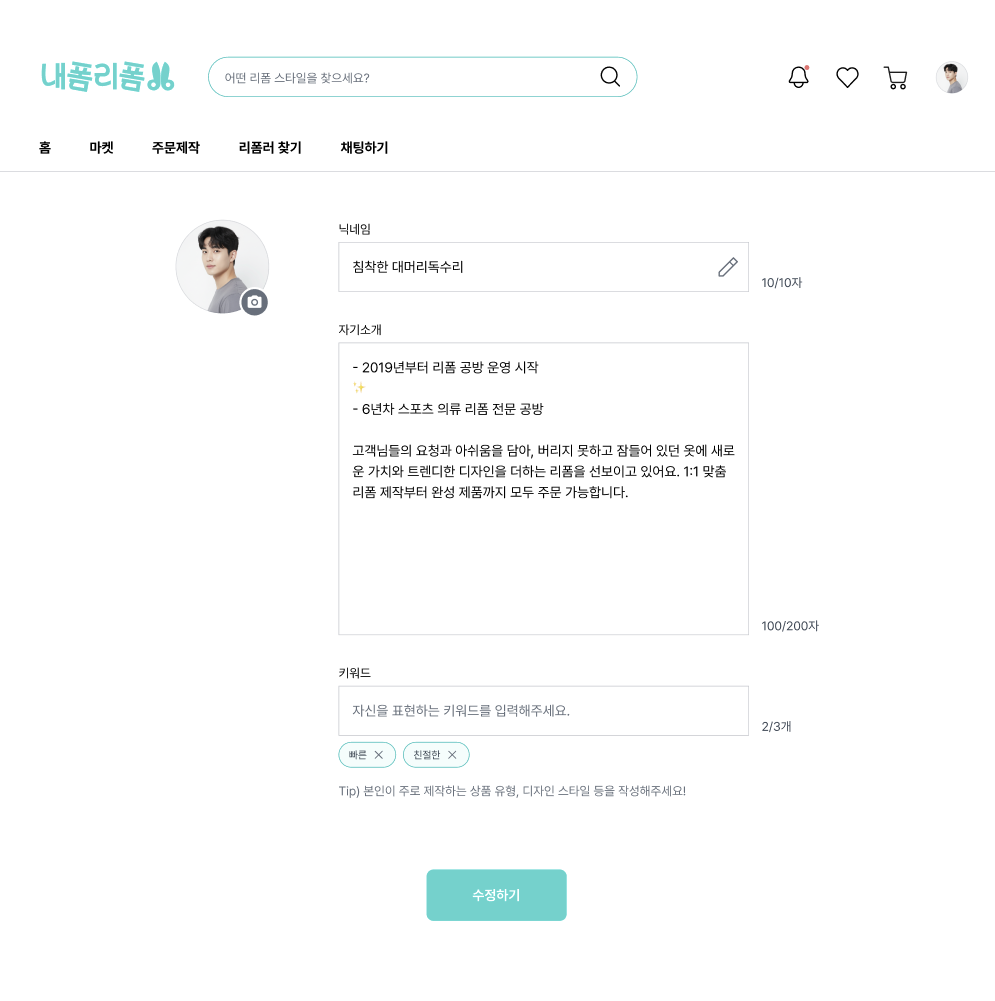 내폼리폼
어떤 리폼 스타일을 찾으세요?
홈 마켓 주문제작 리폼러 찾기 채팅하기
닉네임
침착한 대머리독수리
10/10자
자기소개
- 2019년부터 리폼 공방 운영 시작
✨
- 6년차 스포츠 의류 리폼 전문 공방
고객님들의 요청과 아쉬움을 담아, 버리지 못하고 잠들어 있던 옷에 새로
운 가치와 트렌디한 디자인을 더하는 리폼을 선보이고 있어요. 1:1 맞춤
리폼 제작부터 완성 제품까지 모두 주문 가능합니다.
100/200자
키워드
자신을 표현하는 키워드를 입력해주세요.
2/3개
빠른 친절한
Tip) 본인이 주로 제작하는 상품 유형, 디자인 스타일 등을 작성해주세요!
수정하기